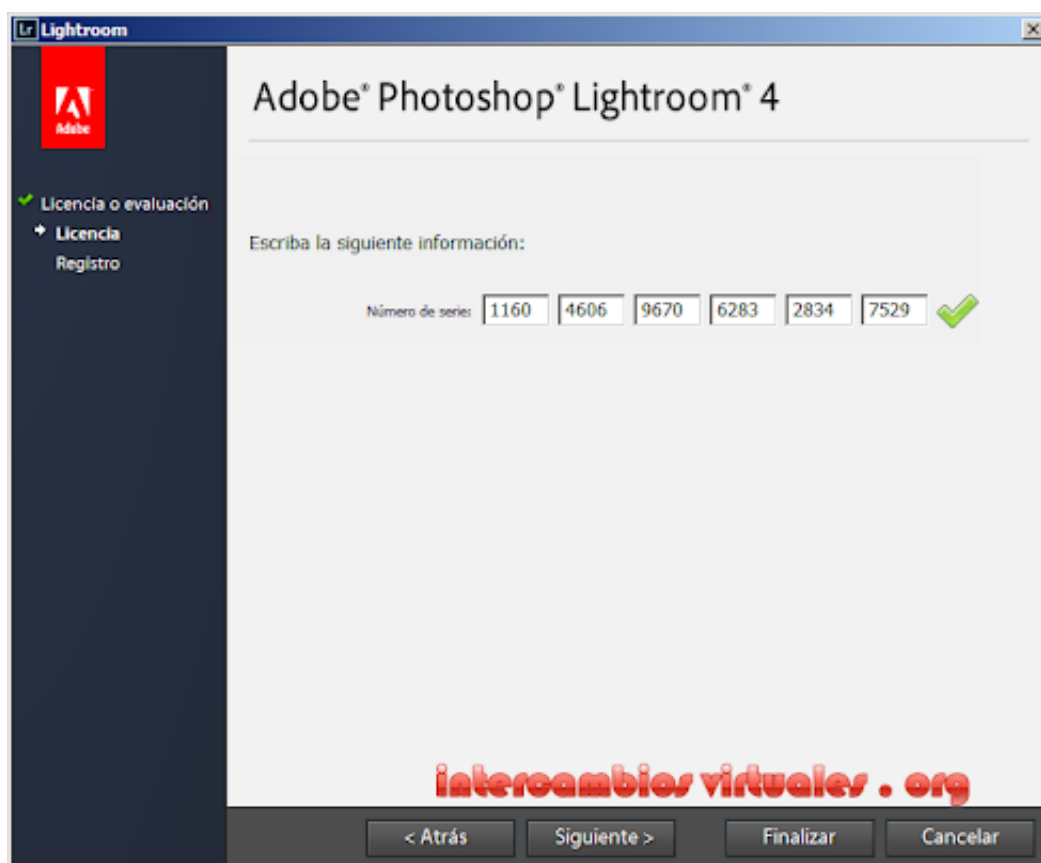 Lr Lightroom
Adobe
Adobe® Photoshop® Lightroom® 4
Licencia o evaluación
Licencia
Registro
Escriba la siguiente información:
Número de serie: 1160 4606 9670 6283 2834 7529
intercambios virtuales . org
< Atrás Siguiente > Finalizar Cancelar